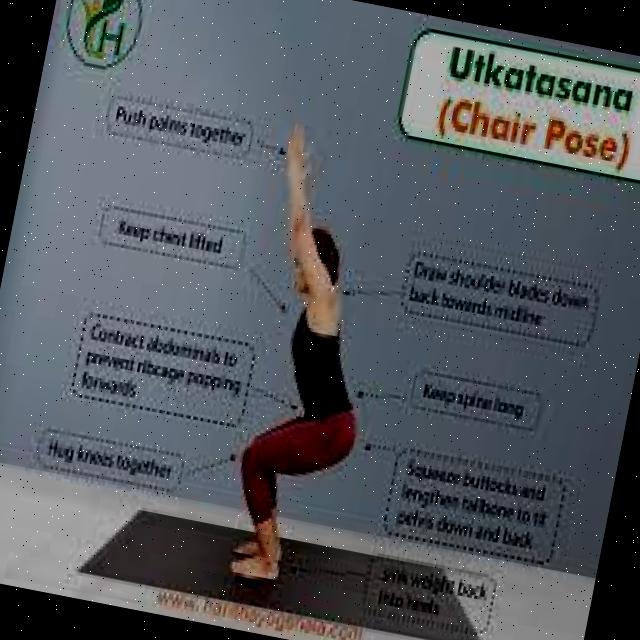 H
Utkatasana
(Chair Pose)
Push palms together
Keep chest lifted
Draw shoulder blades down
back towards midline
Contract abdominals to
prevent ribcage popping
forwards
Keep spine long
Hug knees together
Squeeze buttocks and
lengthen tailbone to tilt
pelvis down and back
Sink weight back
into heels